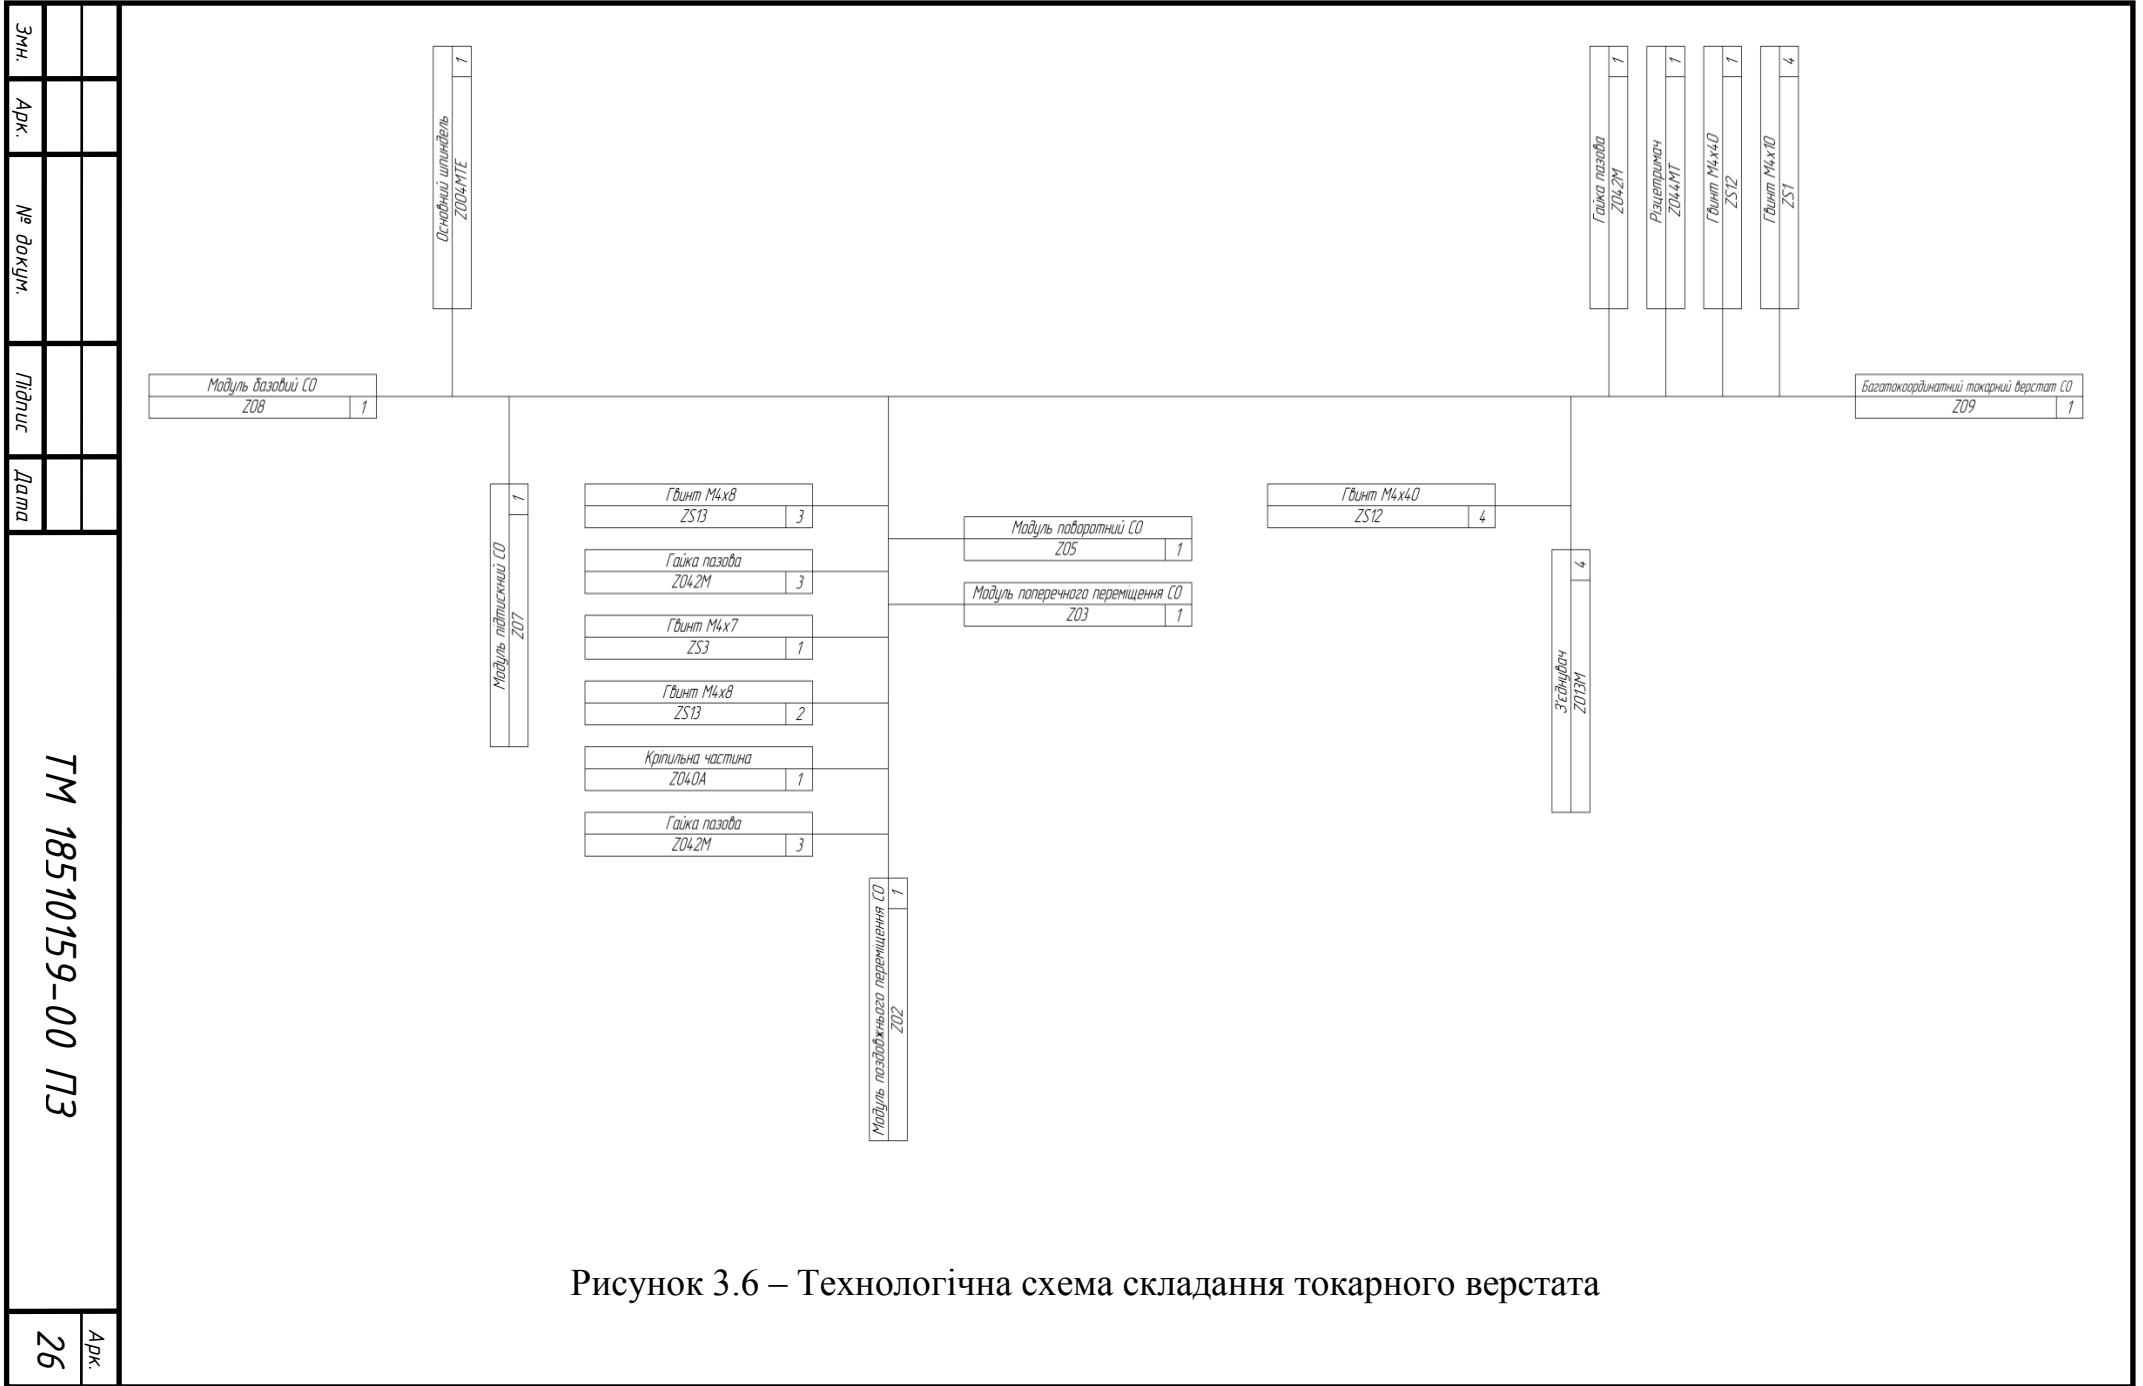 Змн.
Арк.
№ докум.
Підпис
Дата
ТМ 18510159-00 ПЗ
Арк.
26
Основний шпиндель
Z004MTE
1
Гайка пазова
Z042M
1
Різцетримач
Z044MT
1
Гвинт М4х40
ZS12
1
Гвинт М4х10
ZS1
4
Модуль базовий СО
Z08 1
Багатокоординатний токарний верстат СО
Z09 1
Модуль підтискний СО
Z07
1
Гвинт М4х8
ZS13 3
Гайка пазова
Z042M 3
Гвинт М4х7
ZS3 1
Гвинт М4х8
ZS13 2
Кріпильна частина
Z040A 1
Гайка пазова
Z042M 3
Модуль поворотний СО
Z05 1
Модуль поперечного переміщення СО
Z03 1
Модуль поздовжнього переміщення СО
Z02
1
Гвинт М4х40
ZS12 4
З'єднувач
Z013M
4
Рисунок 3.6 – Технологічна схема складання токарного верстата